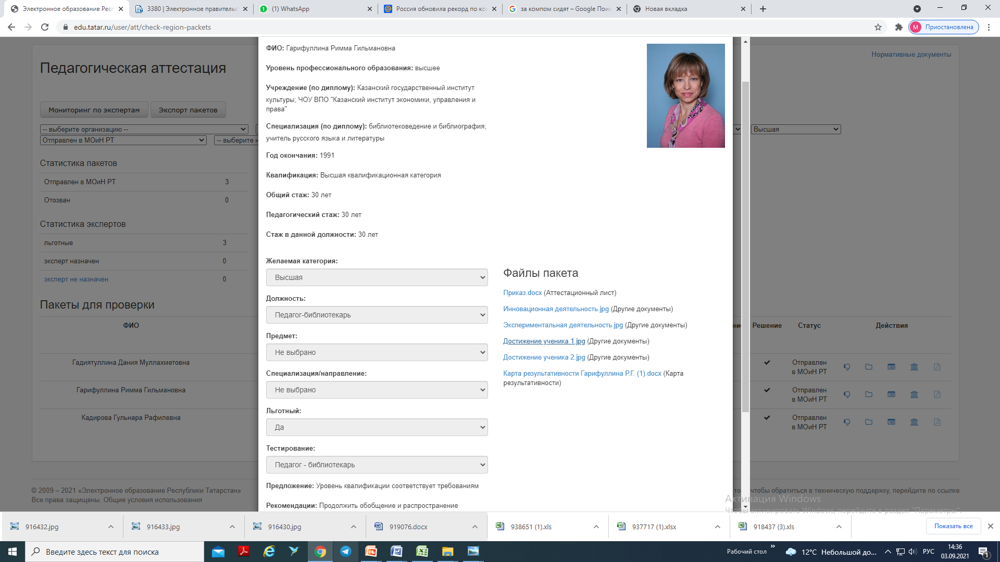 Электронное образование Респ
3380 | Электронное правительс
(1) WhatsApp
Россия обновила рекорд по ко
за компом сидят – Google Поис
Новая вкладка
edu.tatar.ru/user/att/check-region-packets
М Приостановлена
Нормативные документы
Педагогическая аттестация
Мониторинг по экспертам
Экспорт пакетов
-- выберите организацию --
Высшая
Отправлен в МОиН РТ
-- выберите н
Статистика пакетов
Отправлен в МОиН РТ 3
Отозван 0
Статистика экспертов
льготные 3
эксперт назначен 0
эксперт не назначен 0
Пакеты для проверки
ФИО
Решение Статус Действия
Гадиятуллина Дания Муллахметовна
Отправлен
в МОиН РТ
Гарифуллина Римма Гильмановна
Отправлен
в МОиН РТ
Кадирова Гульнара Рафилевна
Отправлен
в МОиН РТ
ФИО: Гарифуллина Римма Гильмановна
Уровень профессионального образования: высшее
Учреждение (по диплому): Казанский государственный институт
культуры; ЧОУ ВПО "Казанский институт экономики, управления и
права"
Специализация (по диплому): библиотековедение и библиография;
учитель русского языка и литературы
Год окончания: 1991
Квалификация: Высшая квалификационная категория
Общий стаж: 30 лет
Педагогический стаж: 30 лет
Стаж в данной должности: 30 лет
Желаемая категория:
Высшая
Должность:
Педагог-библиотекарь
Предмет:
Не выбрано
Специализация/направление:
Не выбрано
Льготный:
Да
Тестирование:
Педагог - библиотекарь
Предложение: Уровень квалификации соответствует требованиям
Рекомендации: Продолжить обобщение и распространение
Файлы пакета
Приказ.docx (Аттестационный лист)
Инновационная деятельность.jpg (Другие документы)
Экспериментальная деятельность.jpg (Другие документы)
Достижение ученика 1.jpg (Другие документы)
Достижение ученика 2.jpg (Другие документы)
Карта результативности Гарифуллина Р.Г. (1).docx (Карта
результативности)
© 2009 – 2021 «Электронное образование Республики Татарстан»
Все права защищены. Общие условия использования
чтобы обратиться в техническую поддержку, перейдите по ссылке
Активация Windows
Чтобы активировать Windows, перейдите в раздел "Параметры".
916432.jpg
916433.jpg
916430.jpg
919076.docx
938651 (1).xls
937717 (1).xlsx
918437 (3).xls
Показать все
Введите здесь текст для поиска
Рабочий стол
12°C Небольшой до...
РУС
14:36
03.09.2021
1